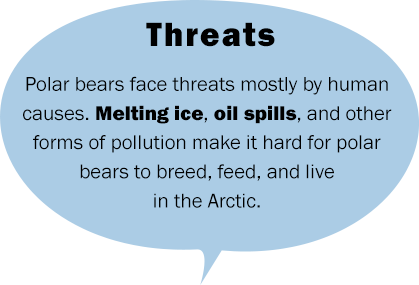 Threats
Polar bears face threats mostly by human
causes. Melting ice, oil spills, and other
forms of pollution make it hard for polar
bears to breed, feed, and live
in the Arctic.